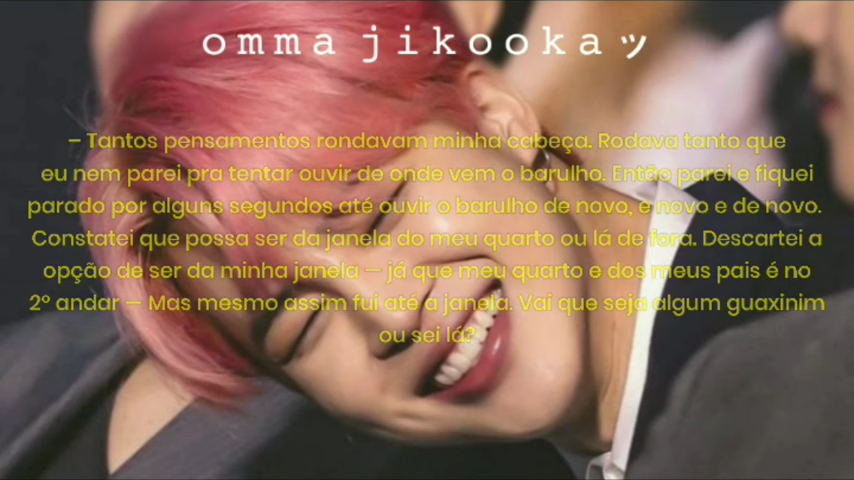 omma jikookaッ
– Tantos pensamentos rondavam minha cabeça. Rodava tanto que
eu nem parei pra tentar ouvir de onde vem o barulho. Então parei e fiquei
parado por alguns segundos até ouvir o barulho de novo, e novo e de novo.
Constatei que possa ser da janela do meu quarto ou lá de fora. Descartei a
opção de ser da minha janela — já que meu quarto e dos meus pais é no
2º andar — Mas mesmo assim fui até a janela. Vai que seja algum guaxinim
ou sei lá?